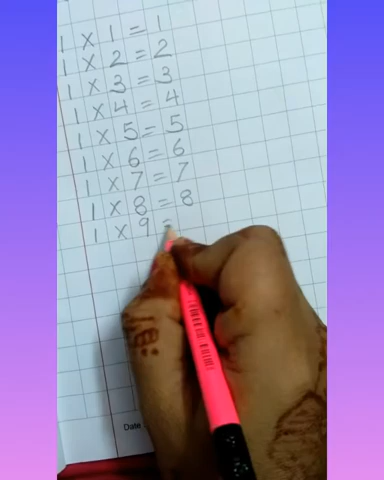 1 × 1 = 1
1 × 2 = 2
1 × 3 = 3
1 × 4 = 4
1 × 5 = 5
1 × 6 = 6
1 × 7 = 7
1 × 8 = 8
1 × 9 =
Date